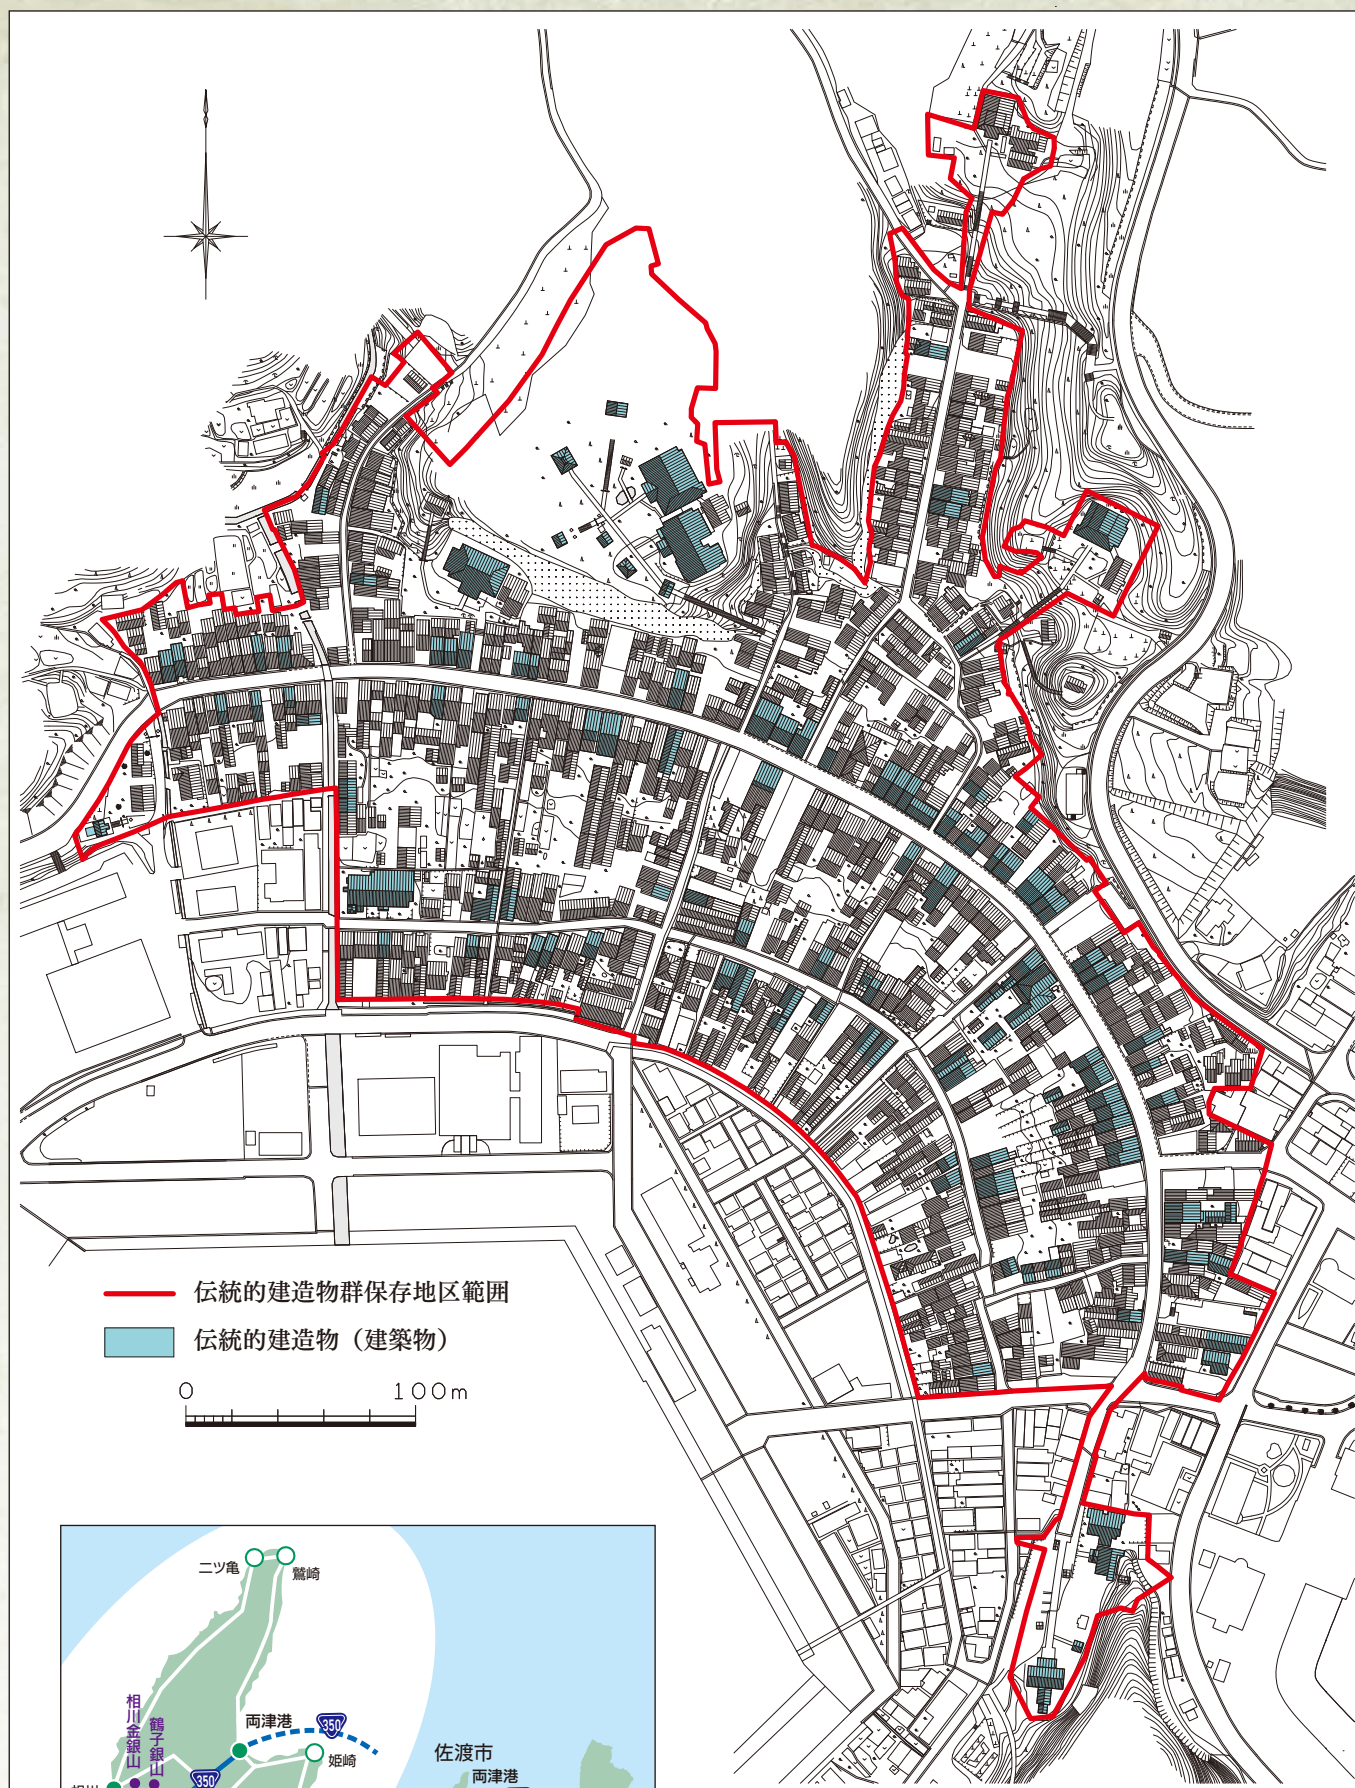 伝統的建造物群保存地区範囲
伝統的建造物（建築物）
0 100m
二ツ亀
鷲崎
相川金銀山
鶴子銀山
両津港
350
姫崎
350
佐渡市
両津港